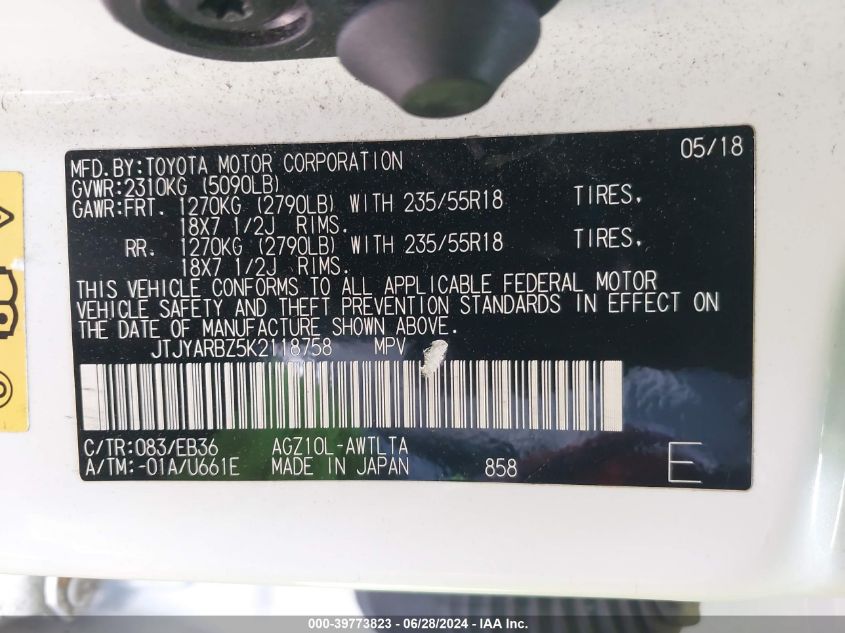 05/18
MFD.BY:TOYOTA MOTOR CORPORATION
GVWR:2310KG (5090LB)
GAWR:FRT. 1270KG (2790LB) WITH 235/55R18 TIRES,
18X7 1/2J RIMS.
RR. 1270KG (2790LB) WITH 235/55R18 TIRES,
18X7 1/2J RIMS.
THIS VEHICLE CONFORMS TO ALL APPLICABLE FEDERAL MOTOR
VEHICLE SAFETY AND THEFT PREVENTION STANDARDS IN EFFECT ON
THE DATE OF MANUFACTURE SHOWN ABOVE.
JTJYARBZ5K2118758 MPV
C/TR:083/EB36 AGZ10L-AWTLTA
A/TM:-01A/U661E MADE IN JAPAN 858 E
000-39773823 - 06/28/2024 - IAA Inc.